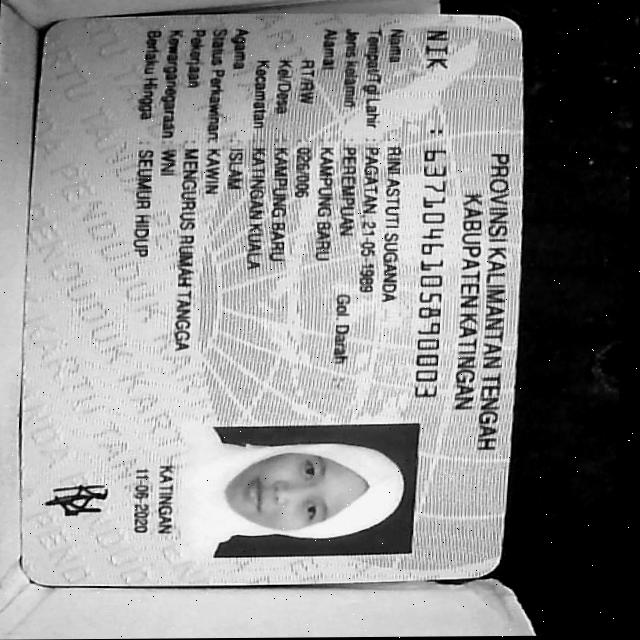 PROVINSI KALIMANTAN TENGAH
KABUPATEN KATINGAN
NIK : 6371046105890003
Nama : RINI ASTUTI SUGANDA
Tempat/Tgl Lahir : PAGATAN, 21-05-1989
Jenis kelamin : PEREMPUAN Gol. Darah : -
Alamat : KAMPUNG BARU
RT/RW : 026/006
Kel/Desa : KAMPUNG BARU
Kecamatan : KATINGAN KUALA
Agama : ISLAM
Status Perkawinan: KAWIN
Pekerjaan : MENGURUS RUMAH TANGGA
Kewarganegaraan : WNI
Berlaku Hingga : SEUMUR HIDUP
KATINGAN
11-06-2020